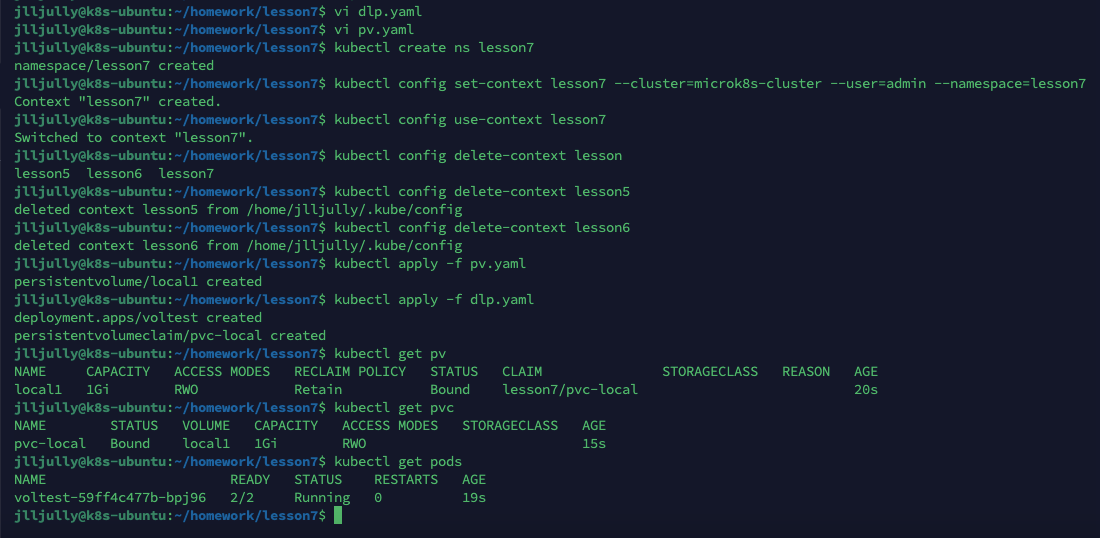 jlljully@k8s-ubuntu:~/homework/lesson7$ vi dlp.yaml
jlljully@k8s-ubuntu:~/homework/lesson7$ vi pv.yaml
jlljully@k8s-ubuntu:~/homework/lesson7$ kubectl create ns lesson7
namespace/lesson7 created
jlljully@k8s-ubuntu:~/homework/lesson7$ kubectl config set-context lesson7 --cluster=microk8s-cluster --user=admin --namespace=lesson7
Context "lesson7" created.
jlljully@k8s-ubuntu:~/homework/lesson7$ kubectl config use-context lesson7
Switched to context "lesson7".
jlljully@k8s-ubuntu:~/homework/lesson7$ kubectl config delete-context lesson
lesson5  lesson6  lesson7
jlljully@k8s-ubuntu:~/homework/lesson7$ kubectl config delete-context lesson5
deleted context lesson5 from /home/jlljully/.kube/config
jlljully@k8s-ubuntu:~/homework/lesson7$ kubectl config delete-context lesson6
deleted context lesson6 from /home/jlljully/.kube/config
jlljully@k8s-ubuntu:~/homework/lesson7$ kubectl apply -f pv.yaml
persistentvolume/local1 created
jlljully@k8s-ubuntu:~/homework/lesson7$ kubectl apply -f dlp.yaml
deployment.apps/voltest created
persistentvolumeclaim/pvc-local created
jlljully@k8s-ubuntu:~/homework/lesson7$ kubectl get pv
NAME     CAPACITY   ACCESS MODES   RECLAIM POLICY   STATUS   CLAIM               STORAGECLASS   REASON   AGE
local1   1Gi        RWO            Retain           Bound    lesson7/pvc-local                           20s
jlljully@k8s-ubuntu:~/homework/lesson7$ kubectl get pvc
NAME        STATUS   VOLUME   CAPACITY   ACCESS MODES   STORAGECLASS   AGE
pvc-local   Bound    local1   1Gi        RWO                           15s
jlljully@k8s-ubuntu:~/homework/lesson7$ kubectl get pods
NAME                       READY   STATUS    RESTARTS   AGE
voltest-59ff4c477b-bpj96   2/2     Running   0          19s
jlljully@k8s-ubuntu:~/homework/lesson7$